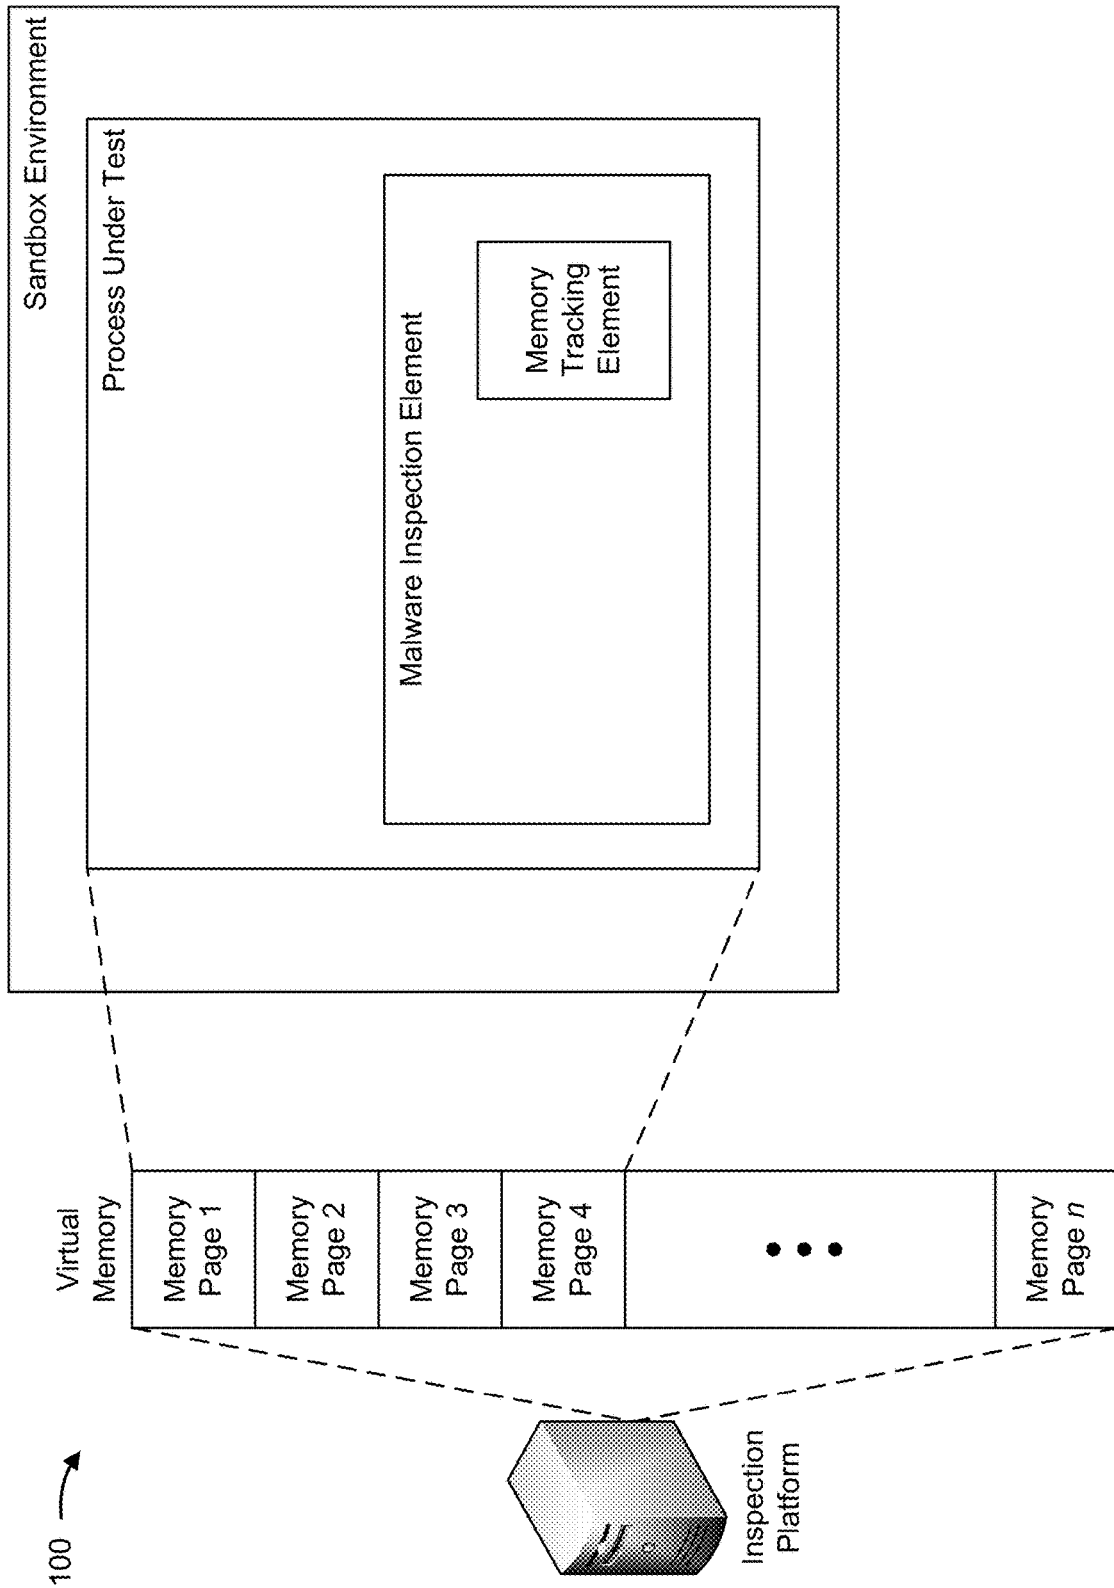 100
Inspection
Platform
Virtual
Memory
Memory
Page 1
Memory
Page 2
Memory
Page 3
Memory
Page 4
Memory
Page n
Sandbox Environment
Process Under Test
Malware Inspection Element
Memory
Tracking
Element